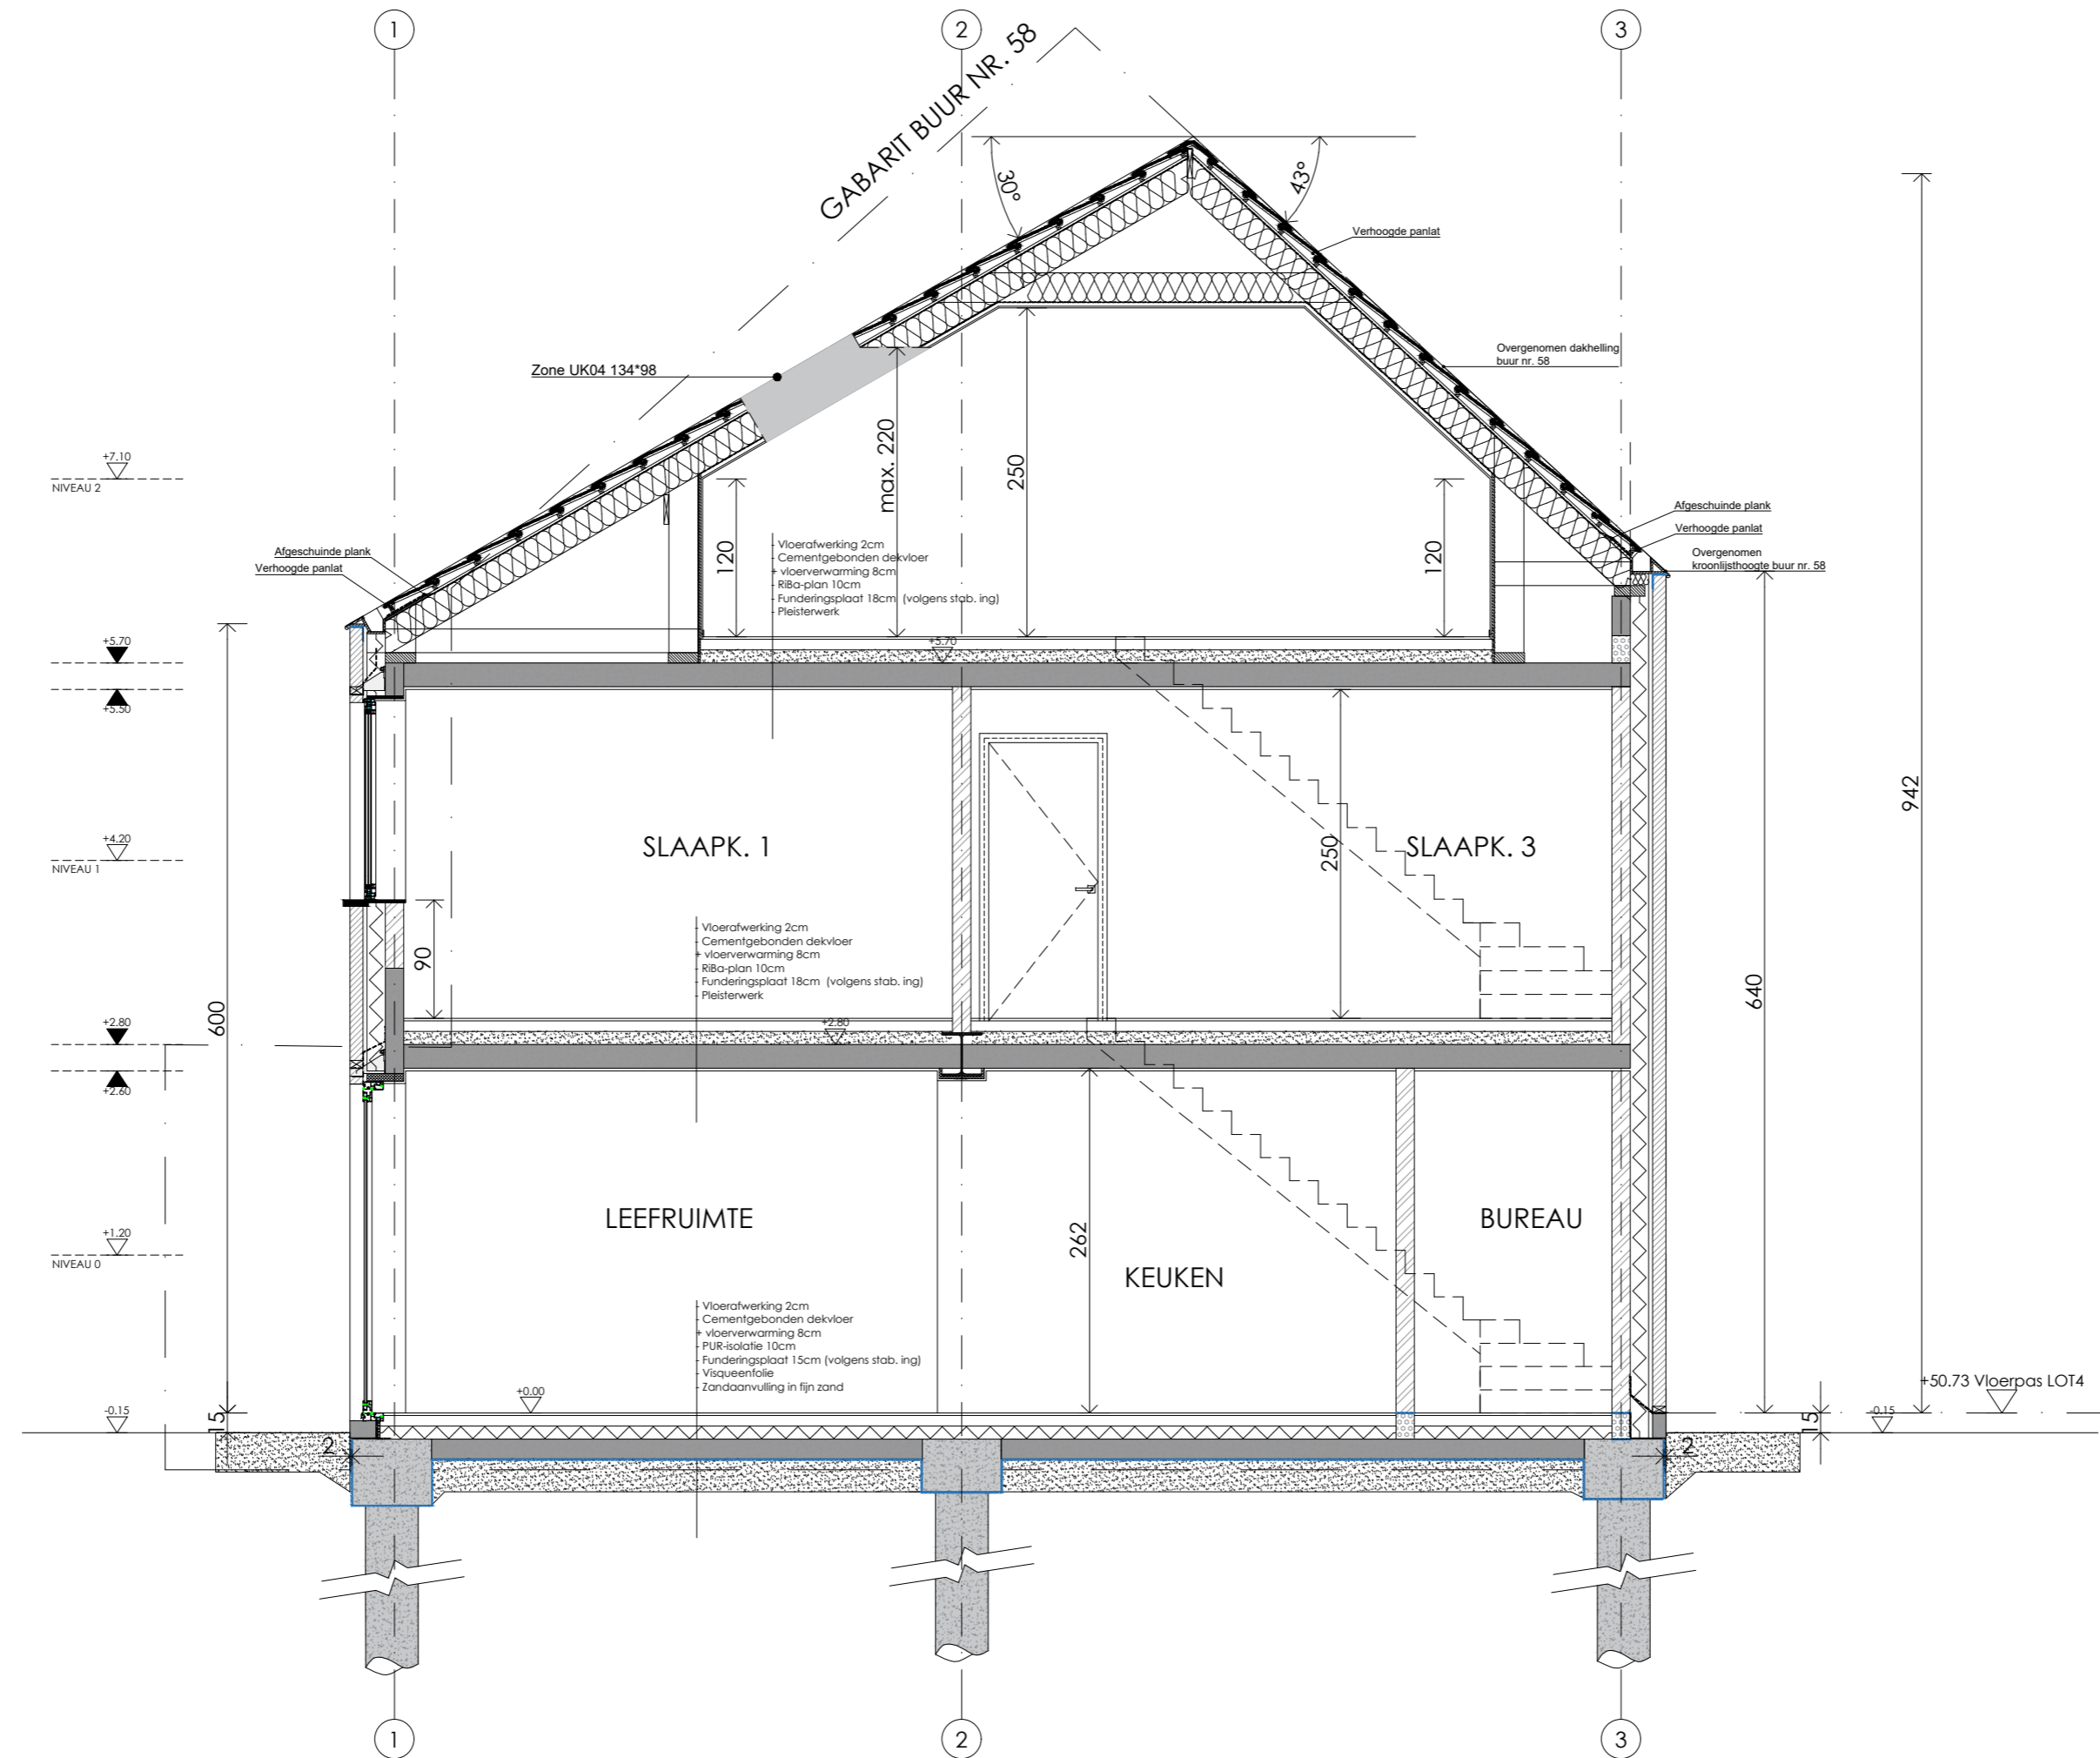 1
2
3
GABARIT BUUR NR. 58
30°
43°
Verhoogde panlat
Overgenomen dakhelling
buur nr. 58
Zone UK04 134*98
max. 220
250
942
+7.10
NIVEAU 2
Afgeschuinde plank
Verhoogde panlat
Afgeschuinde plank
Verhoogde panlat
Overgenomen
kroonlijsthoogte buur nr. 58
120
120
- Vloerafwerking 2cm
- Cementgebonden dekvloer
+ vloerverwarming 8cm
- RiBa-plan 10cm
- Funderingsplaat 18cm (volgens stab. ing)
- Pleisterwerk
+5.70
+5.70
+5.50
SLAAPK. 1
250
SLAAPK. 3
+4.20
NIVEAU 1
90
- Vloerafwerking 2cm
- Cementgebonden dekvloer
+ vloerverwarming 8cm
- RiBa-plan 10cm
- Funderingsplaat 18cm (volgens stab. ing)
- Pleisterwerk
600
640
+2.80
+2.80
+2.60
LEEFRUIMTE
262
KEUKEN
BUREAU
+1.20
NIVEAU 0
- Vloerafwerking 2cm
- Cementgebonden dekvloer
+ vloerverwarming 8cm
- PUR-isolatie 10cm
- Funderingsplaat 15cm (volgens stab. ing)
- Visqueenfolie
- Zandaanvulling in fijn zand
+0.00
+50.73 Vloerpas LOT4
-0.15
15
15
-0.15
2
2
1
2
3